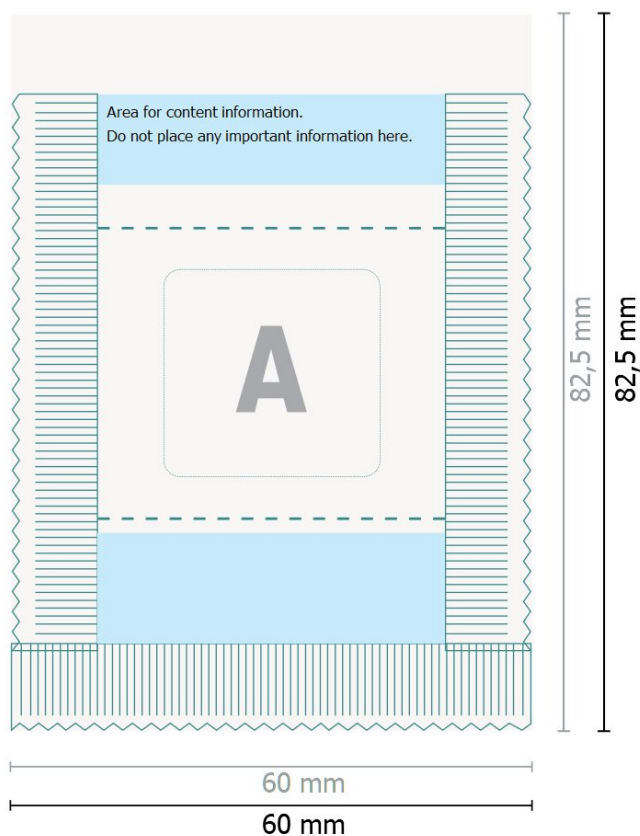 Area for content information.
Do not place any important information here.
A
82,5 mm
82,5 mm
60 mm
60 mm